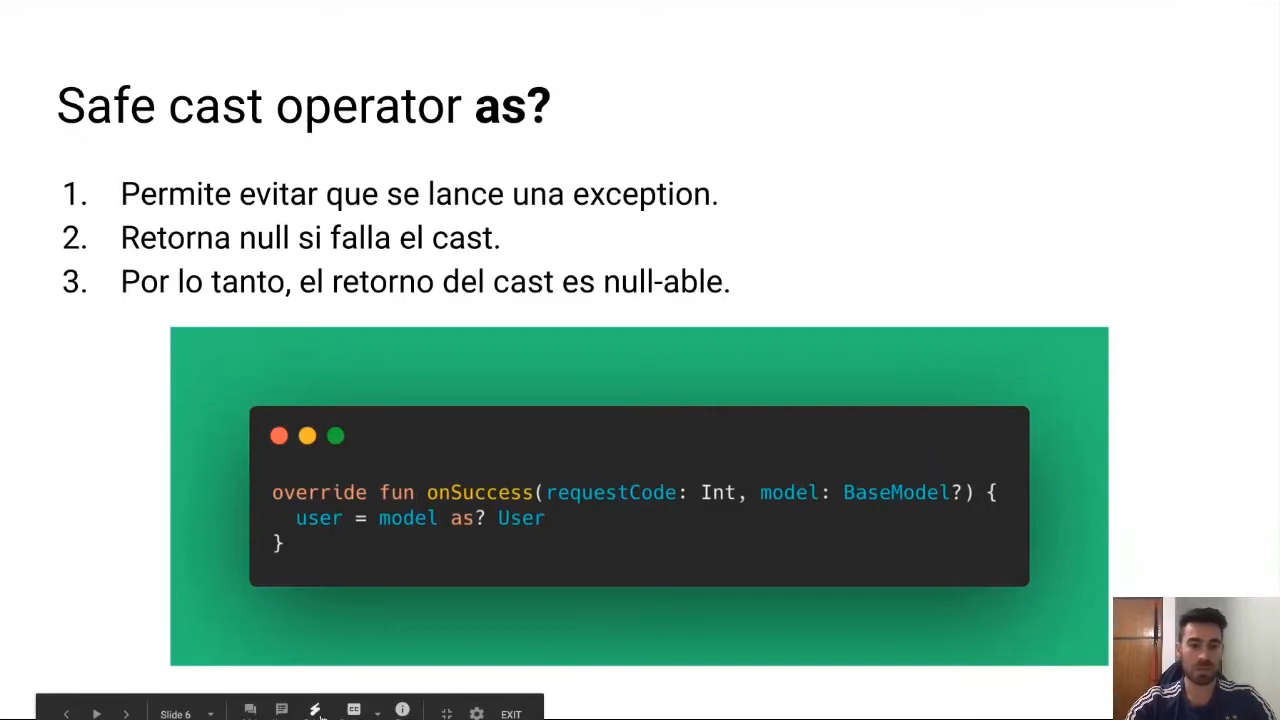 Safe cast operator as?
1. Permite evitar que se lance una exception.
2. Retorna null si falla el cast.
3. Por lo tanto, el retorno del cast es null-able.
override fun onSuccess(requestCode: Int, model: BaseModel?) {
user = model as? User
}
Slide 6
CC
EXIT